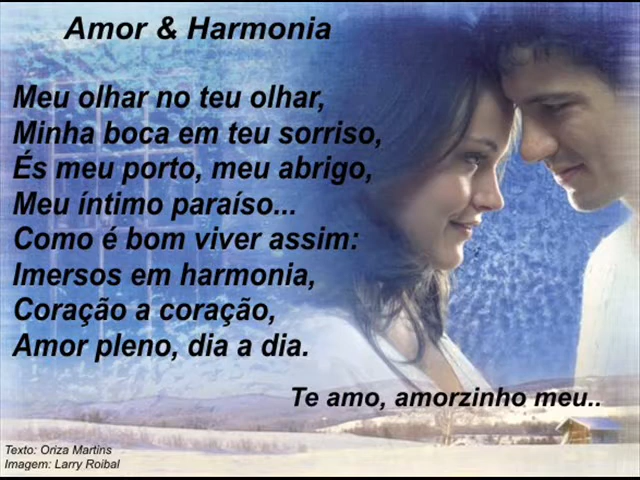 Amor & Harmonia
Meu olhar no teu olhar,
Minha boca em teu sorriso,
És meu porto, meu abrigo,
Meu íntimo paraíso...
Como é bom viver assim:
Imersos em harmonia,
Coração a coração,
Amor pleno, dia a dia.
Te amo, amorzinho meu..
Texto: Oriza Martins
Imagem: Larry Roibal